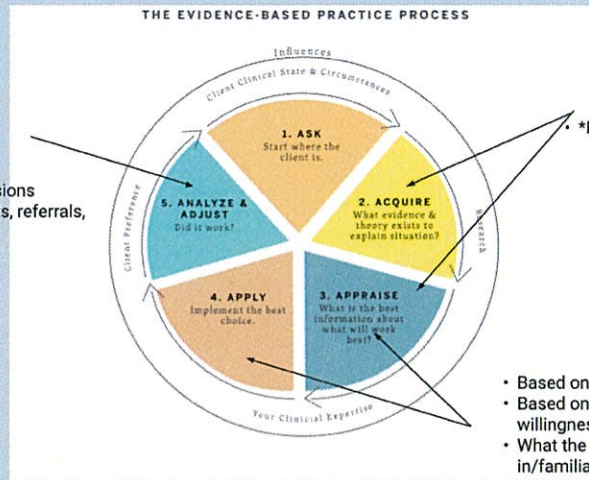 THE EVIDENCE-BASED PRACTICE PROCESS
Influences
Client Clinical State & Circumstances
1. ASK
Start where the
client is.
2. ACQUIRE
What evidence &
theory exists to
explain situation?
Research
3. APPRAISE
What is the best
information about
what will work
best?
4. APPLY
Implement the best
choice.
5. ANALYZE &
ADJUST
Did it work?
Client Preference
Your Clinicial Expertise
sions
s, referrals,
• Based on
• Based on
willingnes
• What the
in/familia